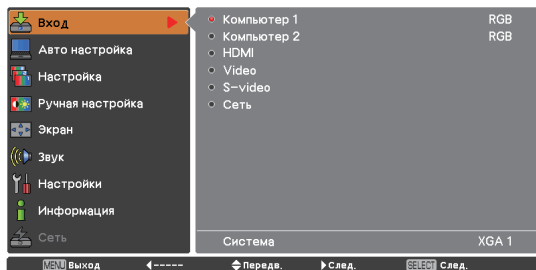 Вход
Авто настройка
Настройка
Ручная настройка
Экран
Звук
Настройки
Информация
Сеть
Компьютер 1 RGB
Компьютер 2 RGB
HDMI
Video
S-video
Сеть
Система XGA 1
MENU Выход ----- Передв. След. SELECT След.